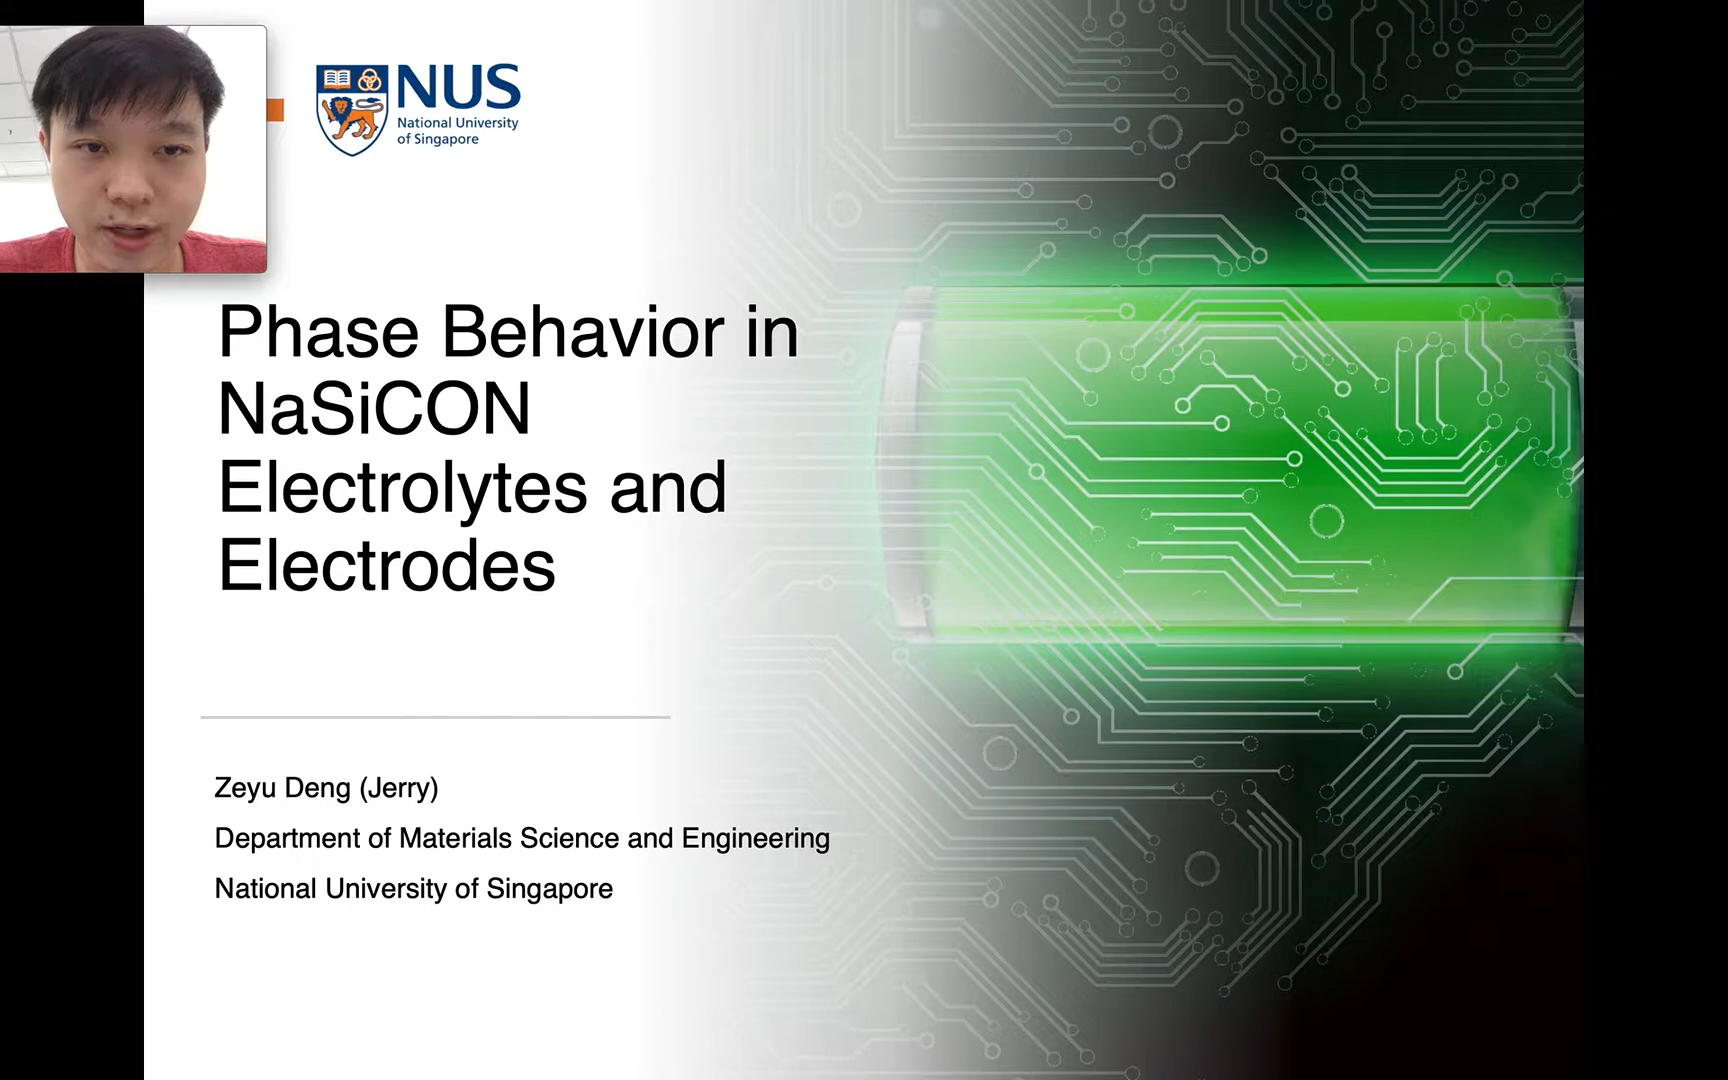 NUS
National University
of Singapore
Phase Behavior in
NaSiCON
Electrolytes and
Electrodes
Zeyu Deng (Jerry)
Department of Materials Science and Engineering
National University of Singapore